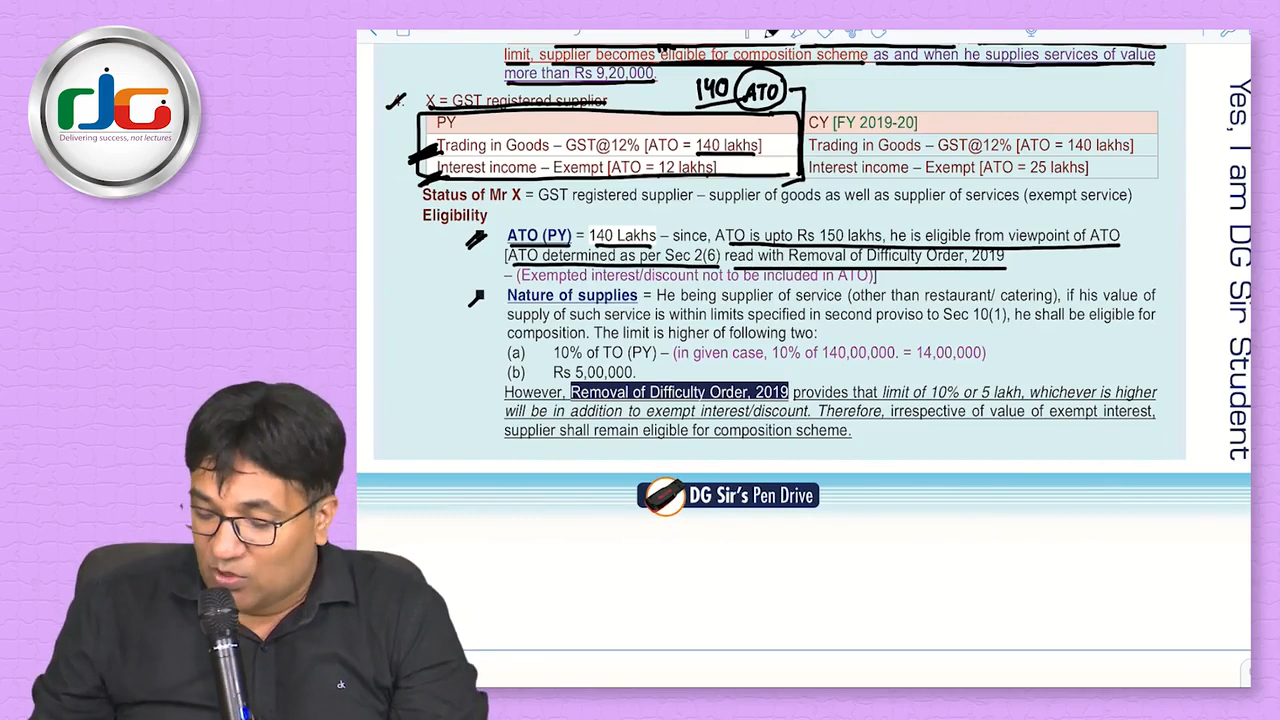 DG
Delivering success, not lectures
limit, supplier becomes eligible for composition scheme as and when he supplies services of value
more than Rs 9,20,000.
140 ATO
X = GST registered supplier
PY
CY [FY 2019-20]
Trading in Goods – GST@12% [ATO = 140 lakhs]
Trading in Goods – GST@12% [ATO = 140 lakhs]
Interest income – Exempt [ATO = 12 lakhs]
Interest income – Exempt [ATO = 25 lakhs]
Status of Mr X = GST registered supplier – supplier of goods as well as supplier of services (exempt service)
Eligibility
ATO (PY) = 140 Lakhs – since, ATO is upto Rs 150 lakhs, he is eligible from viewpoint of ATO
[ATO determined as per Sec 2(6) read with Removal of Difficulty Order, 2019
– (Exempted interest/discount not to be included in ATO)]
Nature of supplies = He being supplier of service (other than restaurant/ catering), if his value of
supply of such service is within limits specified in second proviso to Sec 10(1), he shall be eligible for
composition. The limit is higher of following two:
(a) 10% of TO (PY) – (in given case, 10% of 140,00,000. = 14,00,000)
(b) Rs 5,00,000.
However, Removal of Difficulty Order, 2019 provides that limit of 10% or 5 lakh, whichever is higher
will be in addition to exempt interest/discount. Therefore, irrespective of value of exempt interest,
supplier shall remain eligible for composition scheme.
DG Sir's Pen Drive
Yes, I am DG Sir Student
dk